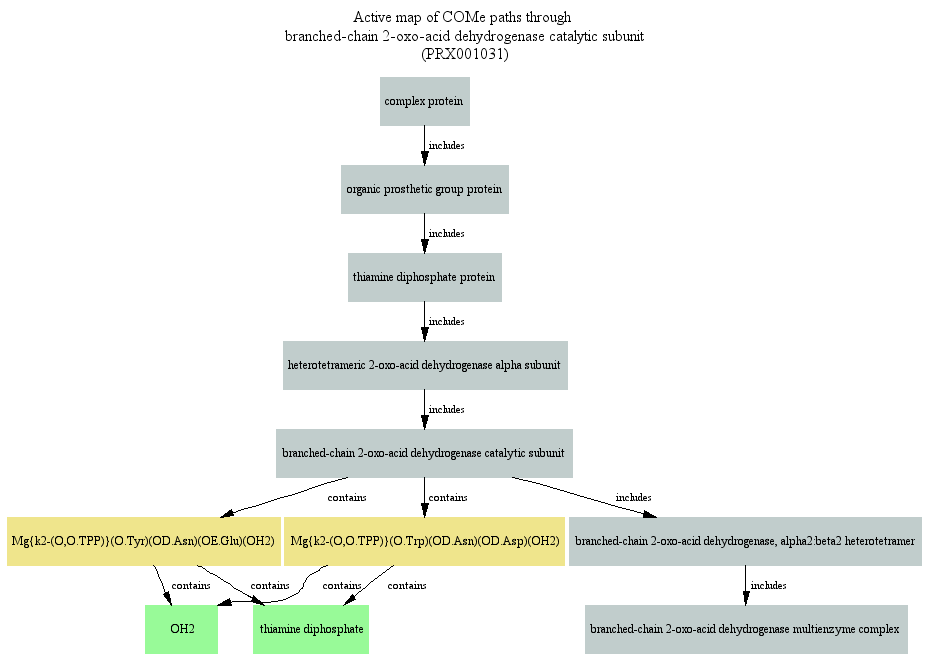 Active map of COMe paths through
branched-chain 2-oxo-acid dehydrogenase catalytic subunit
(PRX001031)
complex protein
includes
organic prosthetic group protein
includes
thiamine diphosphate protein
includes
heterotetrameric 2-oxo-acid dehydrogenase alpha subunit
includes
branched-chain 2-oxo-acid dehydrogenase catalytic subunit
contains
contains
includes
Mg{k2-(O,O.TPP)}(O.Tyr)(OD.Asn)(OE.Glu)(OH2)
Mg{k2-(O,O.TPP)}(O.Trp)(OD.Asn)(OD.Asp)(OH2)
branched-chain 2-oxo-acid dehydrogenase, alpha2:beta2 heterotetramer
contains
contains
contains
contains
includes
OH2
thiamine diphosphate
branched-chain 2-oxo-acid dehydrogenase multienzyme complex